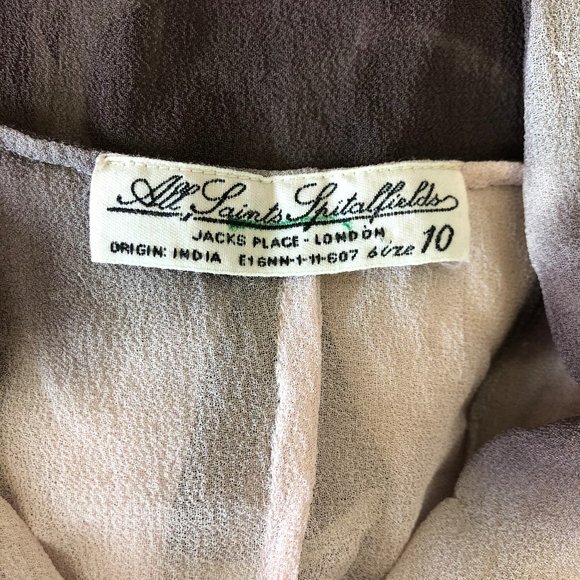 All Saints Spitalfields
JACKS PLACE - LONDON
ORIGIN: INDIA E16NN-1-11-607 size 10